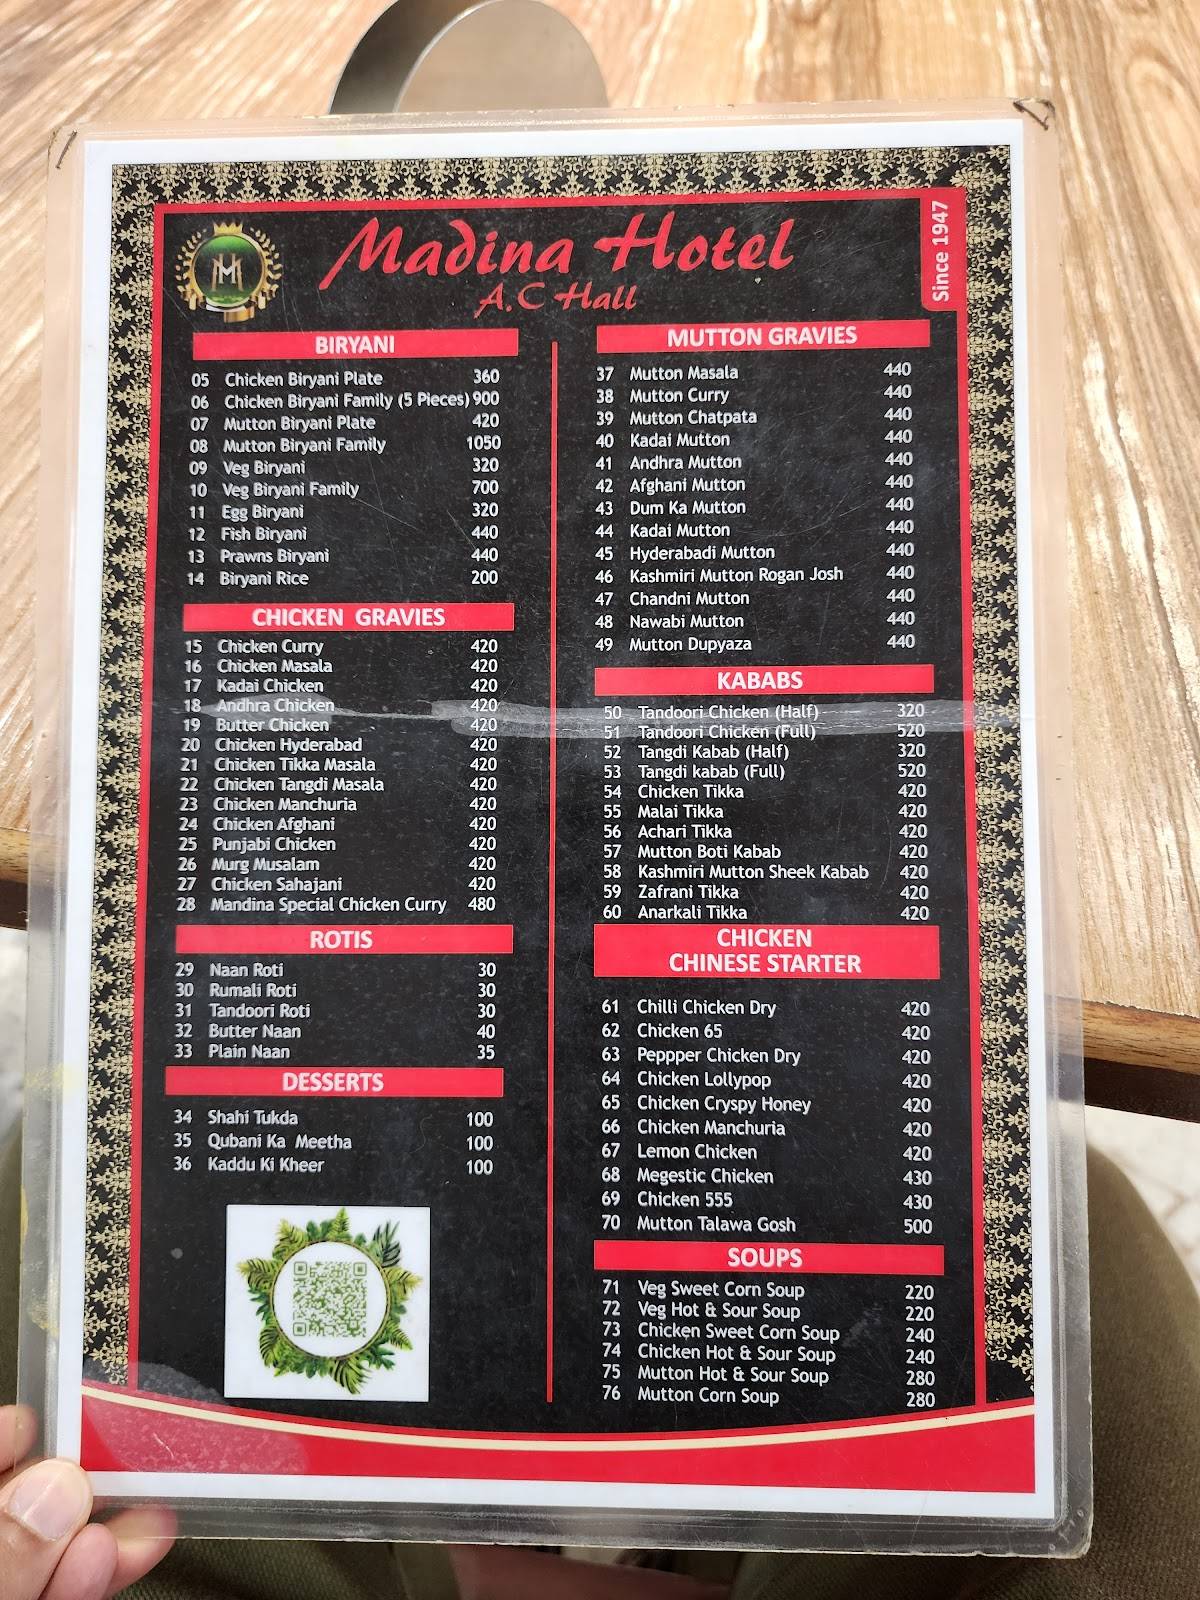 Since 1947
Madina Hotel
A.C Hall
BIRYANI
05 Chicken Biryani Plate 360
06 Chicken Biryani Family (5 Pieces) 900
07 Mutton Biryani Plate 420
08 Mutton Biryani Family 1050
09 Veg Biryani 320
10 Veg Biryani Family 700
11 Egg Biryani 320
12 Fish Biryani 440
13 Prawns Biryani 440
14 Biryani Rice 200
CHICKEN GRAVIES
15 Chicken Curry 420
16 Chicken Masala 420
17 Kadai Chicken 420
18 Andhra Chicken 420
19 Butter Chicken 420
20 Chicken Hyderabad 420
21 Chicken Tikka Masala 420
22 Chicken Tangdi Masala 420
23 Chicken Manchuria 420
24 Chicken Afghani 420
25 Punjabi Chicken 420
26 Murg Musalam 420
27 Chicken Sahajani 420
28 Mandina Special Chicken Curry 480
ROTIS
29 Naan Roti 30
30 Rumali Roti 30
31 Tandoori Roti 30
32 Butter Naan 40
33 Plain Naan 35
DESSERTS
34 Shahi Tukda 100
35 Qubani Ka Meetha 100
36 Kaddu Ki Kheer 100
MUTTON GRAVIES
37 Mutton Masala 440
38 Mutton Curry 440
39 Mutton Chatpata 440
40 Kadai Mutton 440
41 Andhra Mutton 440
42 Afghani Mutton 440
43 Dum Ka Mutton 440
44 Kadai Mutton 440
45 Hyderabadi Mutton 440
46 Kashmiri Mutton Rogan Josh 440
47 Chandni Mutton 440
48 Nawabi Mutton 440
49 Mutton Dupyaza 440
KABABS
50 Tandoori Chicken (Half) 320
51 Tandoori Chicken (Full) 520
52 Tangdi Kabab (Half) 320
53 Tangdi kabab (Full) 520
54 Chicken Tikka 420
55 Malai Tikka 420
56 Achari Tikka 420
57 Mutton Boti Kabab 420
58 Kashmiri Mutton Sheek Kabab 420
59 Zafrani Tikka 420
60 Anarkali Tikka 420
CHICKEN
CHINESE STARTER
61 Chilli Chicken Dry 420
62 Chicken 65 420
63 Peppper Chicken Dry 420
64 Chicken Lollypop 420
65 Chicken Cryspy Honey 420
66 Chicken Manchuria 420
67 Lemon Chicken 420
68 Megestic Chicken 430
69 Chicken 555 430
70 Mutton Talawa Gosh 500
SOUPS
71 Veg Sweet Corn Soup 220
72 Veg Hot & Sour Soup 220
73 Chicken Sweet Corn Soup 240
74 Chicken Hot & Sour Soup 240
75 Mutton Hot & Sour Soup 280
76 Mutton Corn Soup 280